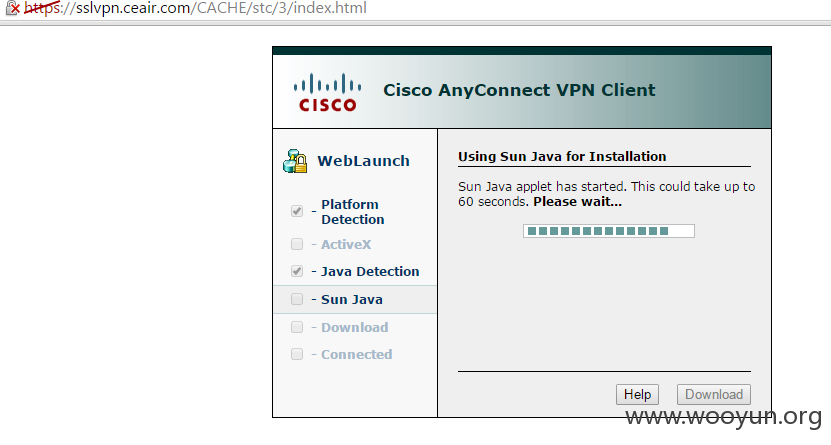 https://sslvpn.ceair.com/CACHE/stc/3/index.html
CISCO
Cisco AnyConnect VPN Client
WebLaunch
- Platform
Detection
- ActiveX
- Java Detection
- Sun Java
- Download
- Connected
Using Sun Java for Installation
Sun Java applet has started. This could take up to
60 seconds. Please wait...
Help
Download
www.wooyun.org